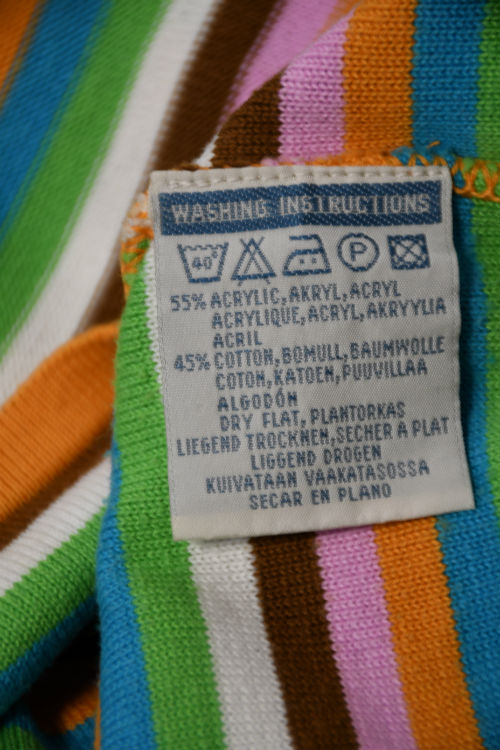 WASHING INSTRUCTIONS
40° P
55% ACRYLIC, AKRYL, ACRYL
ACRYLIQUE, ACRYL, AKRYYLIA
ACRIL
45% COTTON, BOMULL, BAUMWOLLE
COTON, KATOEN, PUUVILLAA
ALGODÓN
DRY FLAT, PLANTORKAS
LIEGEND TROCKNEN, SECHER A PLAT
LIGGEND DROGEN
KUIVATAAN VAAKATASOSSA
SECAR EN PLANO